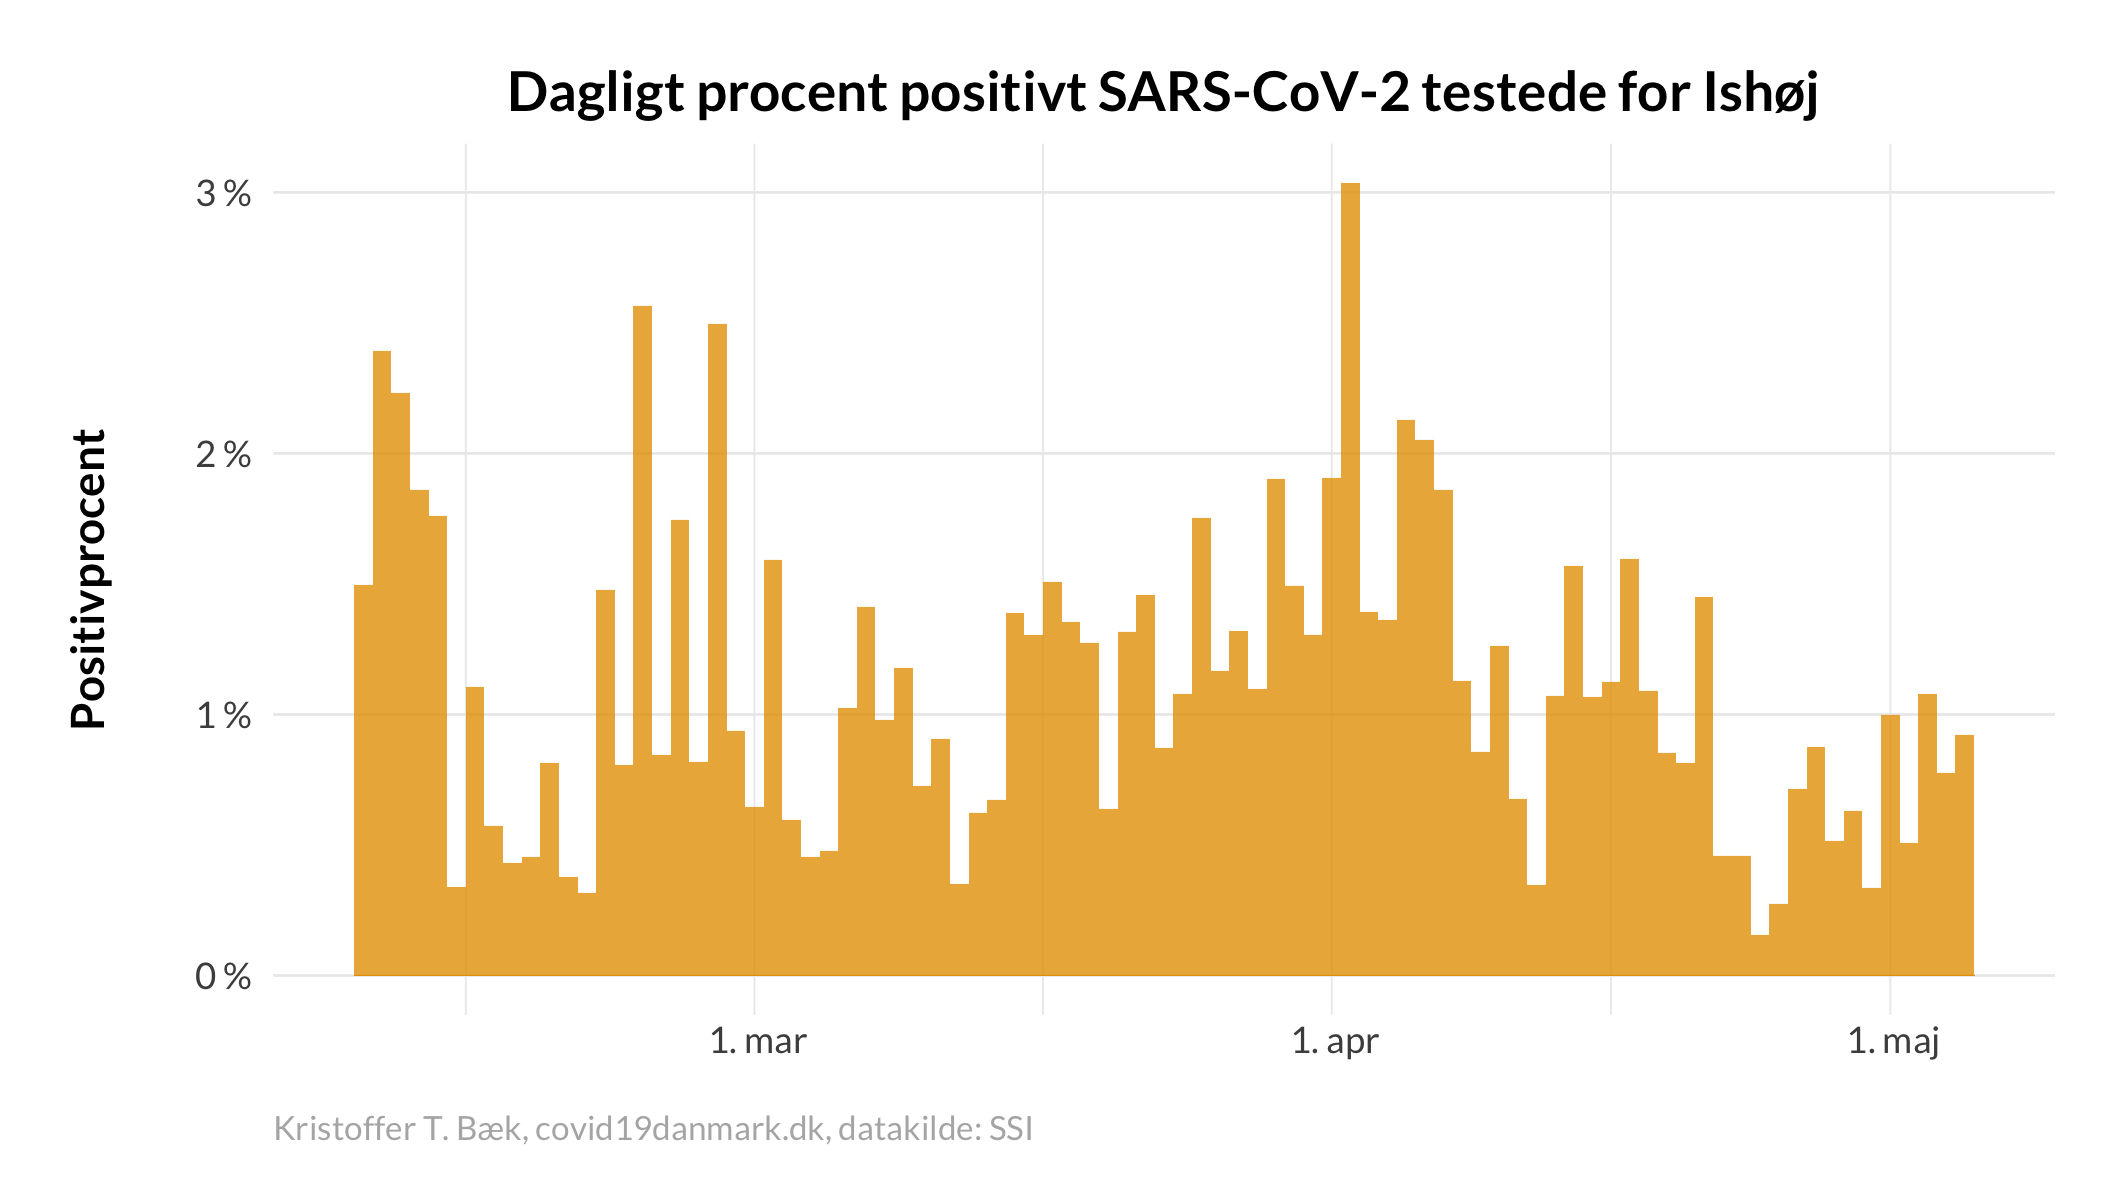 Dagligt procent positivt SARS-CoV-2 testede for Ishøj
Positivprocent
3 %
2 %
1 %
0 %
1. mar
1. apr
1. maj
Kristoffer T. Bæk, covid19danmark.dk, datakilde: SSI